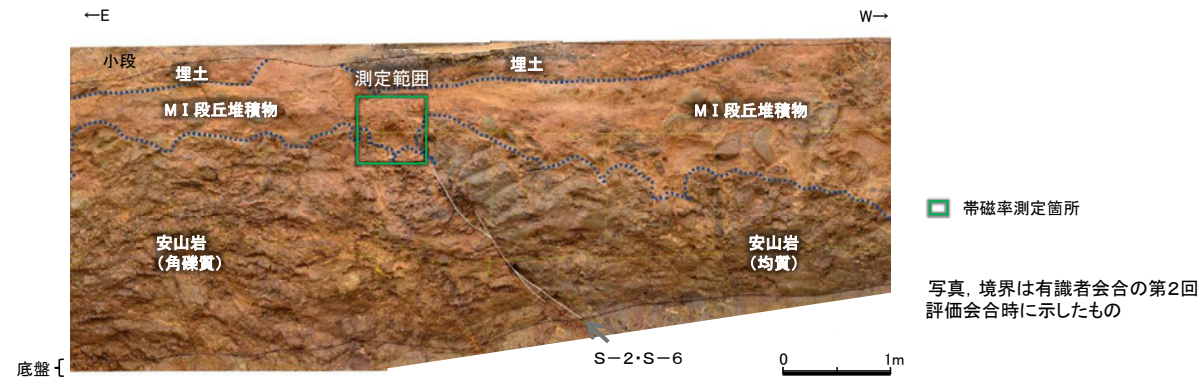 ←E
W→
小段
埋土
埋土
測定範囲
MⅠ段丘堆積物
MⅠ段丘堆積物
帯磁率測定箇所
安山岩
（角礫質）
安山岩
（均質）
写真，境界は有識者会合の第2回
評価会合時に示したもの
S－2・S－6
0
1m
底盤